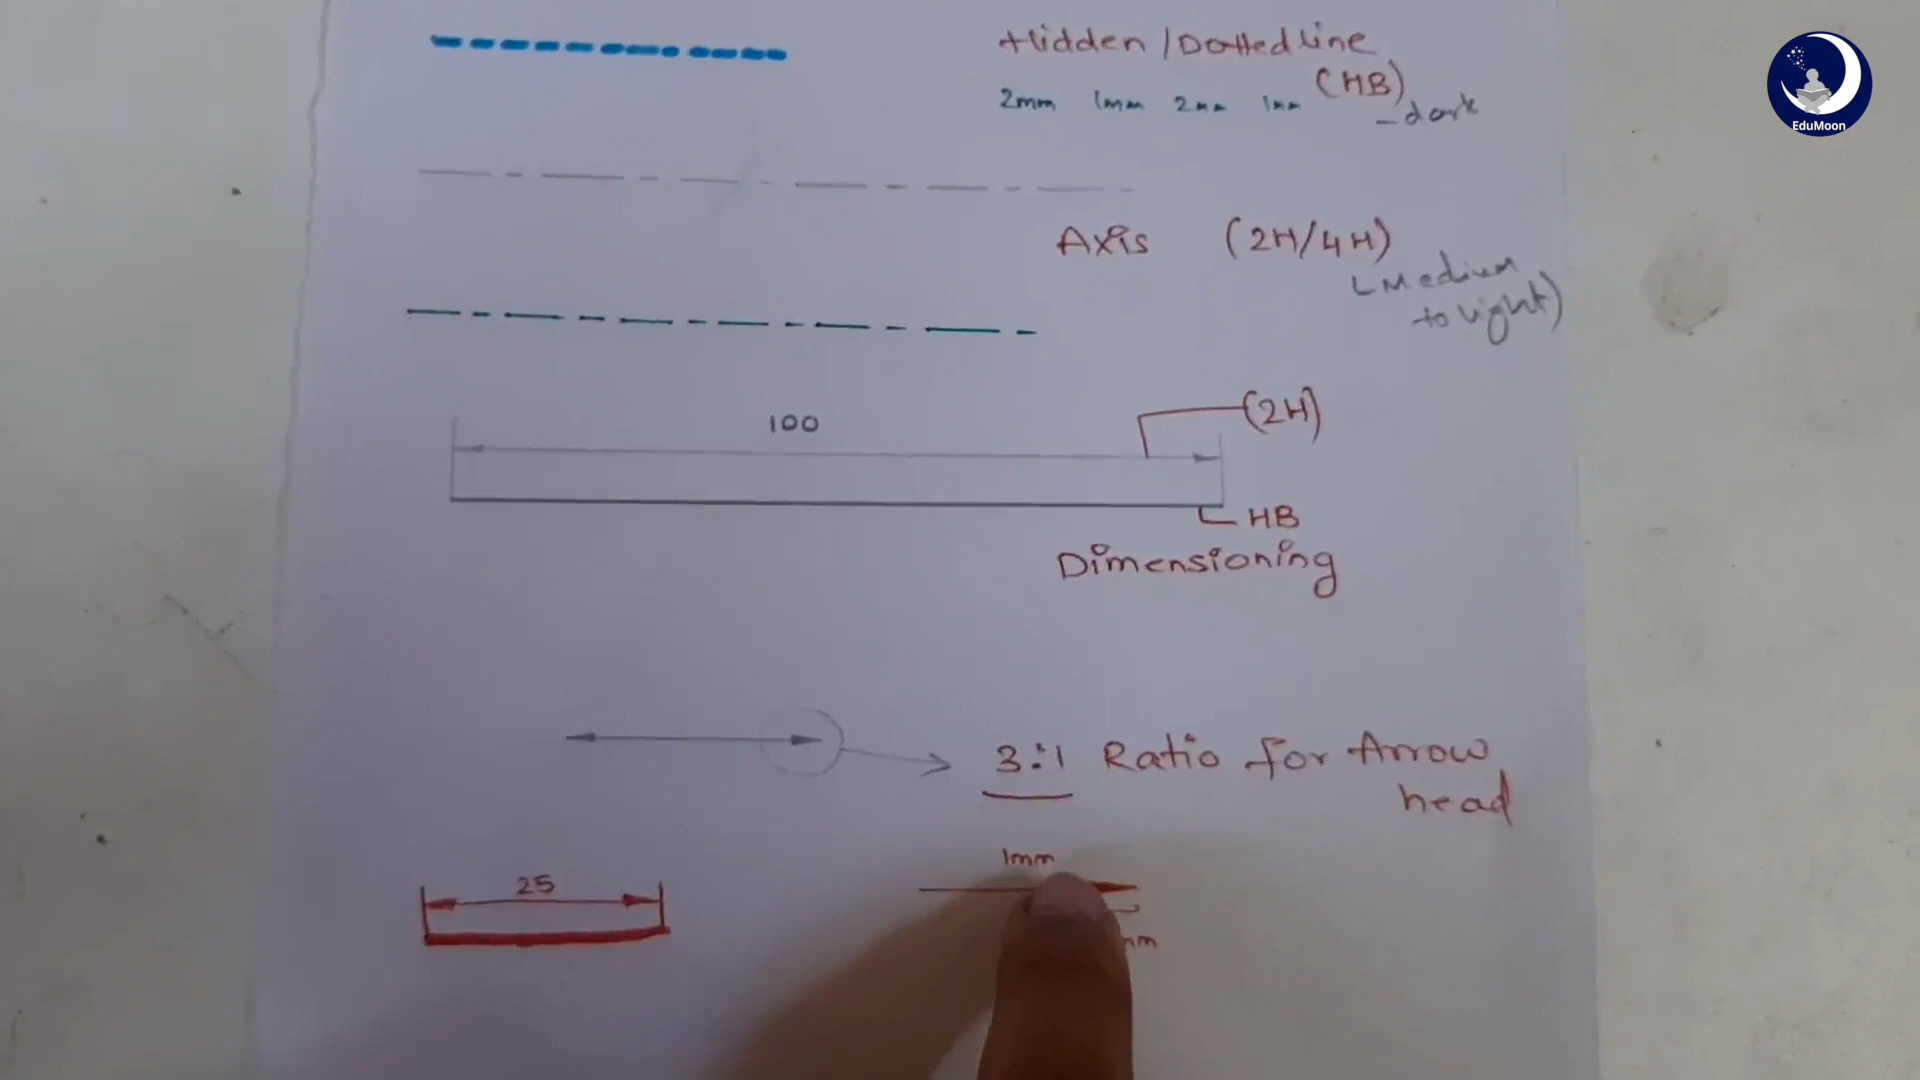 Hidden / Dotted line
(HB)
2mm 1mm 2mm 1mm
- dark
EduMoon
Axis (2H/4H)
Medium
to light)
100
(2H)
HB
Dimensioning
3:1 Ratio for Arrow
head
1mm
25